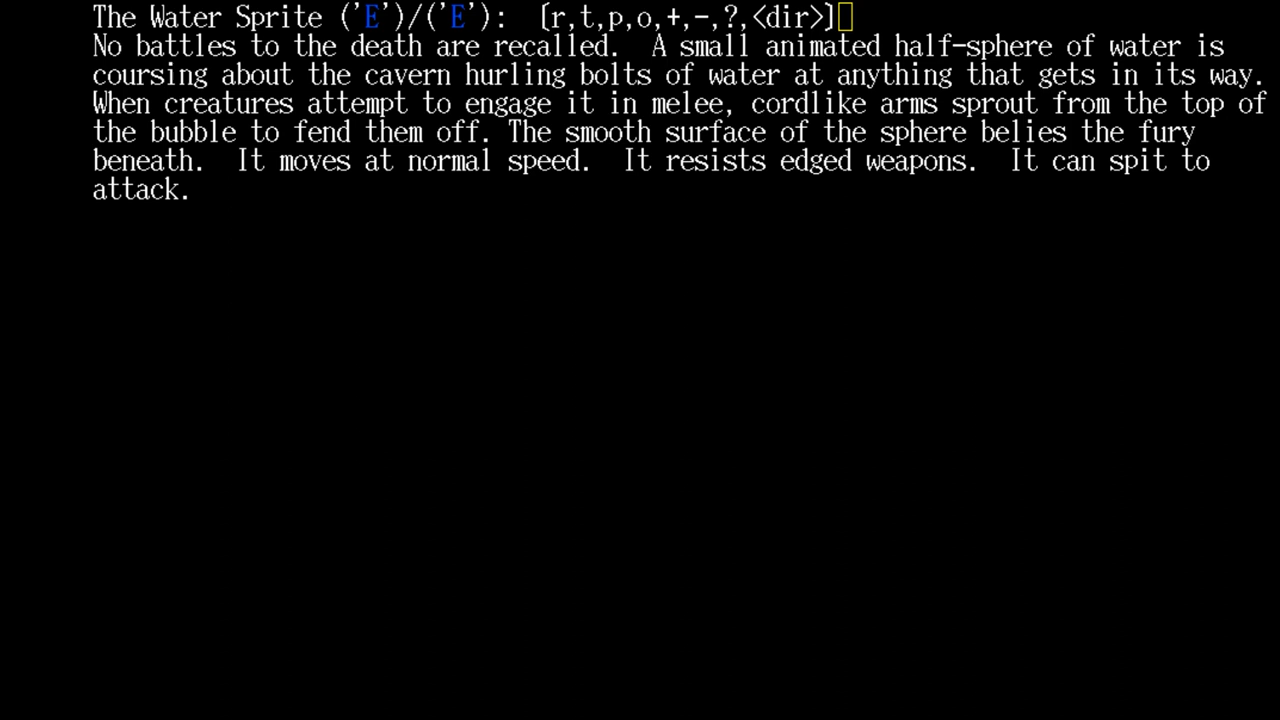 The Water Sprite ('E')/('E'):  [r,t,p,o,+,-,?,<dir>]
No battles to the death are recalled.  A small animated half-sphere of water is
coursing about the cavern hurling bolts of water at anything that gets in its way.
When creatures attempt to engage it in melee, cordlike arms sprout from the top of
the bubble to fend them off. The smooth surface of the sphere belies the fury
beneath.  It moves at normal speed.  It resists edged weapons.  It can spit to
attack.